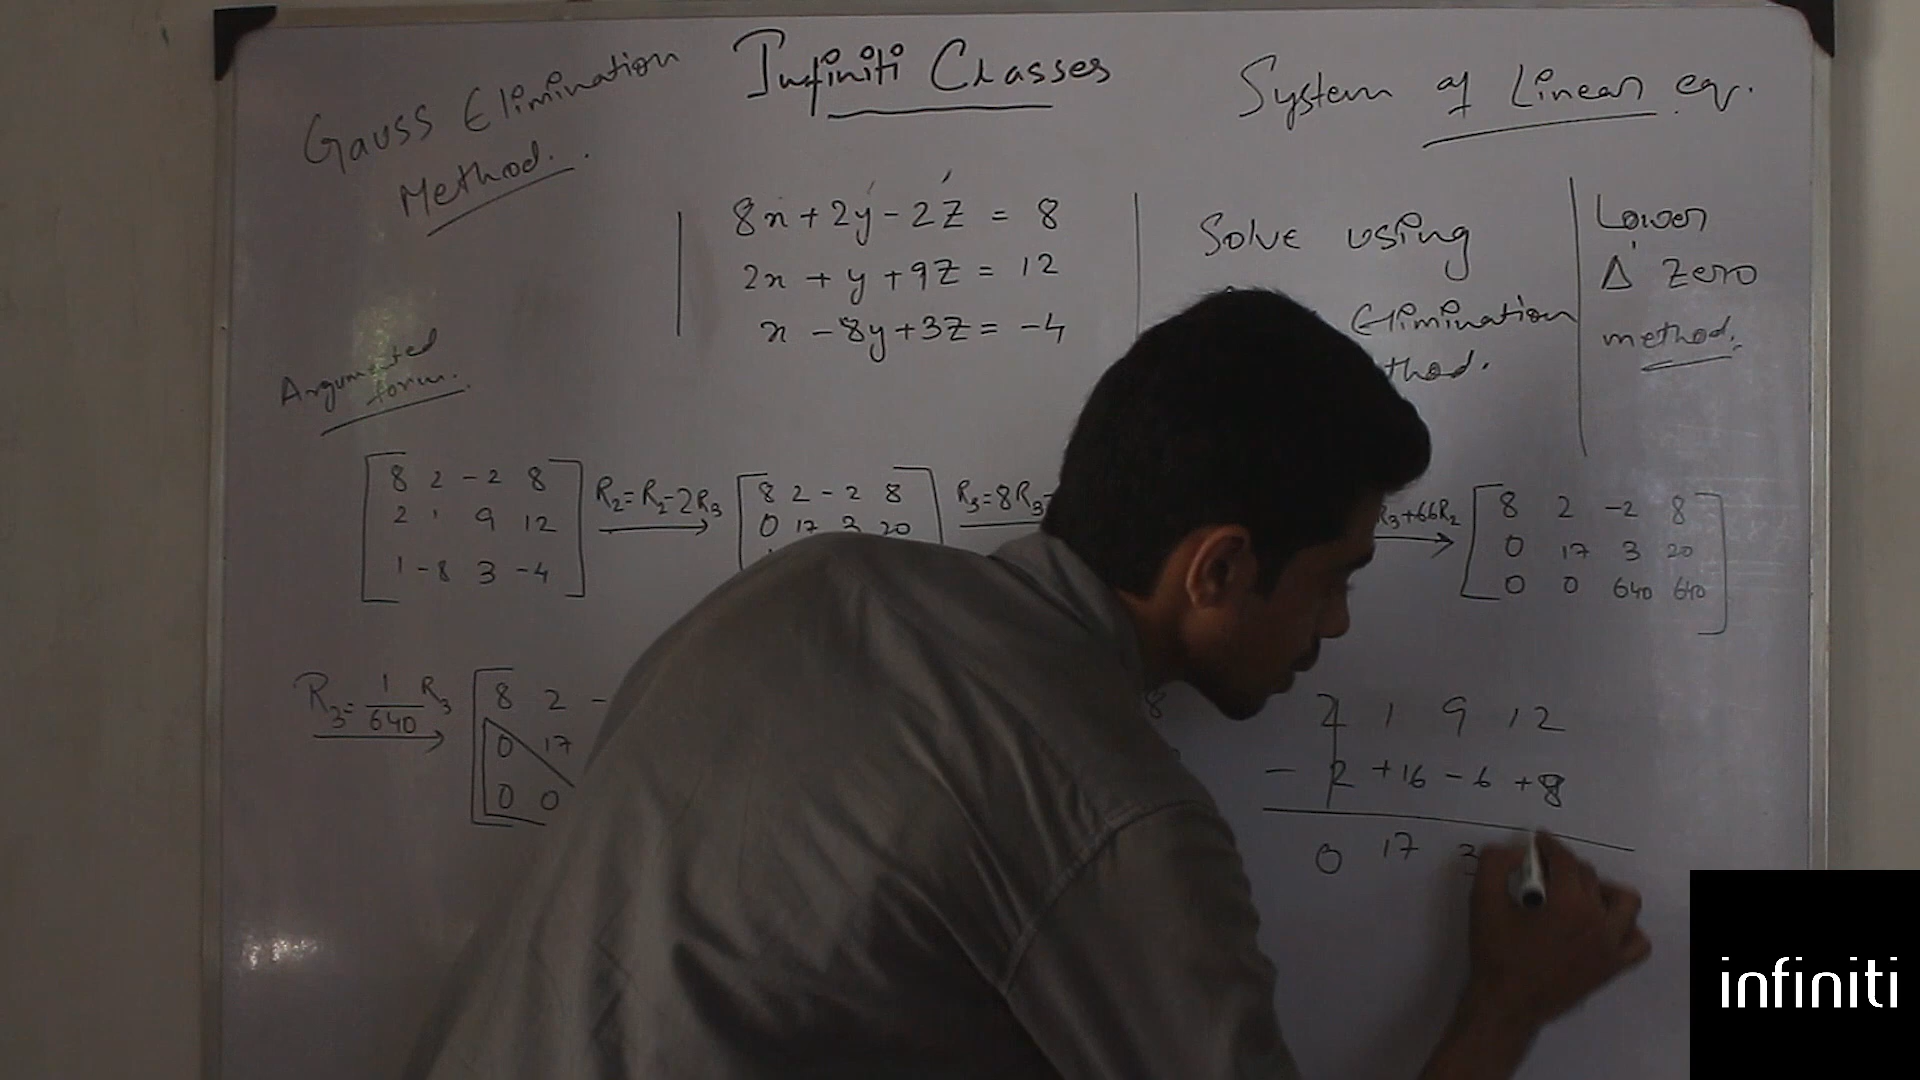 Gauss Elimination
Method.
Infiniti Classes
System of Linear eq.
8x + 2y - 2z = 8
2x + y + 9z = 12
x - 8y + 3z = -4
Solve using
Elimination
thod.
Lower
Δ Zero
method.
Argumented
form.
8 2 -2 8
2 1 9 12
1 -8 3 -4
R2=R2-2R3
8 2 -2 8
0 17 3 20
R3=8R3-
R3+66R2
8 2 -2 8
0 17 3 20
0 0 640 640
R3= 1/640 R3
8 2 -
0 17
0 0
8
2 1 9 12
- 2 +16 -6 +8
0 17 3
infiniti